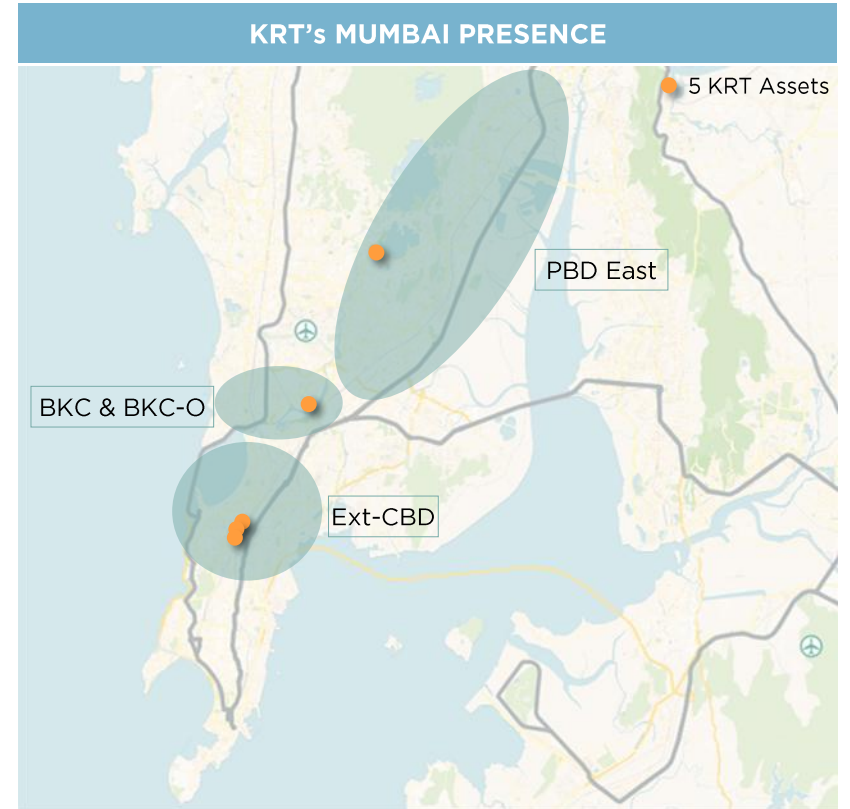 KRT's MUMBAI PRESENCE
5 KRT Assets
PBD East
BKC & BKC-O
Ext-CBD